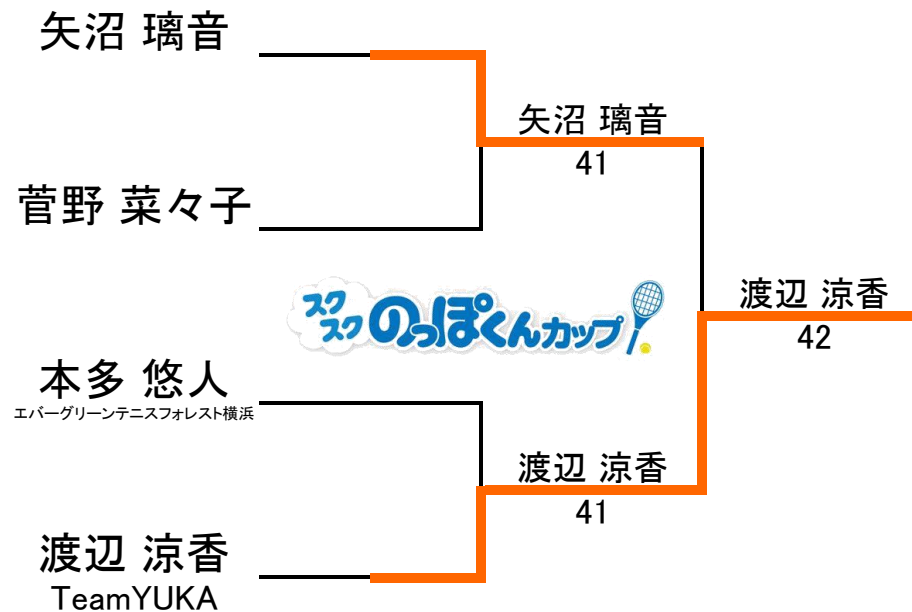 矢沼 璃音
矢沼 璃音
41
菅野 菜々子
スク
スク のっぽくんカップ
渡辺 涼香
42
本多 悠人
エバーグリーンテニスフォレスト横浜
渡辺 涼香
41
渡辺 涼香
TeamYUKA